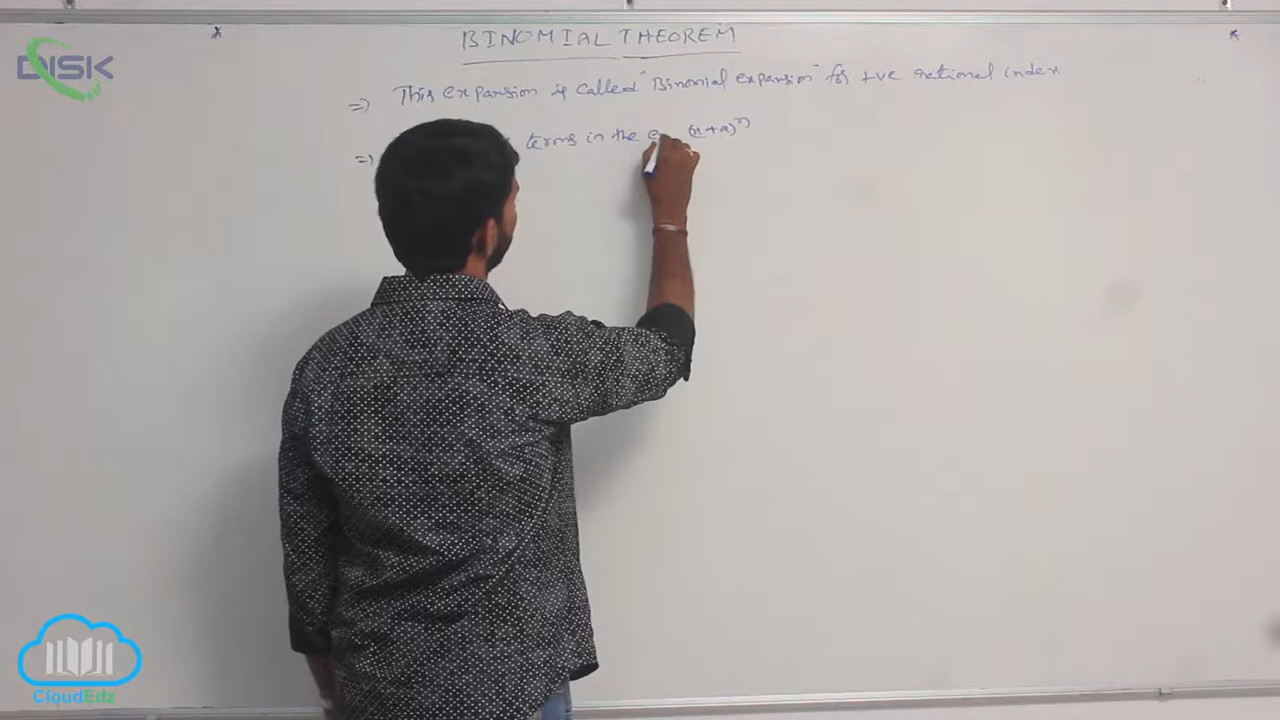 DISK
BINOMIAL THEOREM
=) This expansion is called "Binomial expansion" for +ve rational index
=) terms in the (x+a)^n
CloudEdz